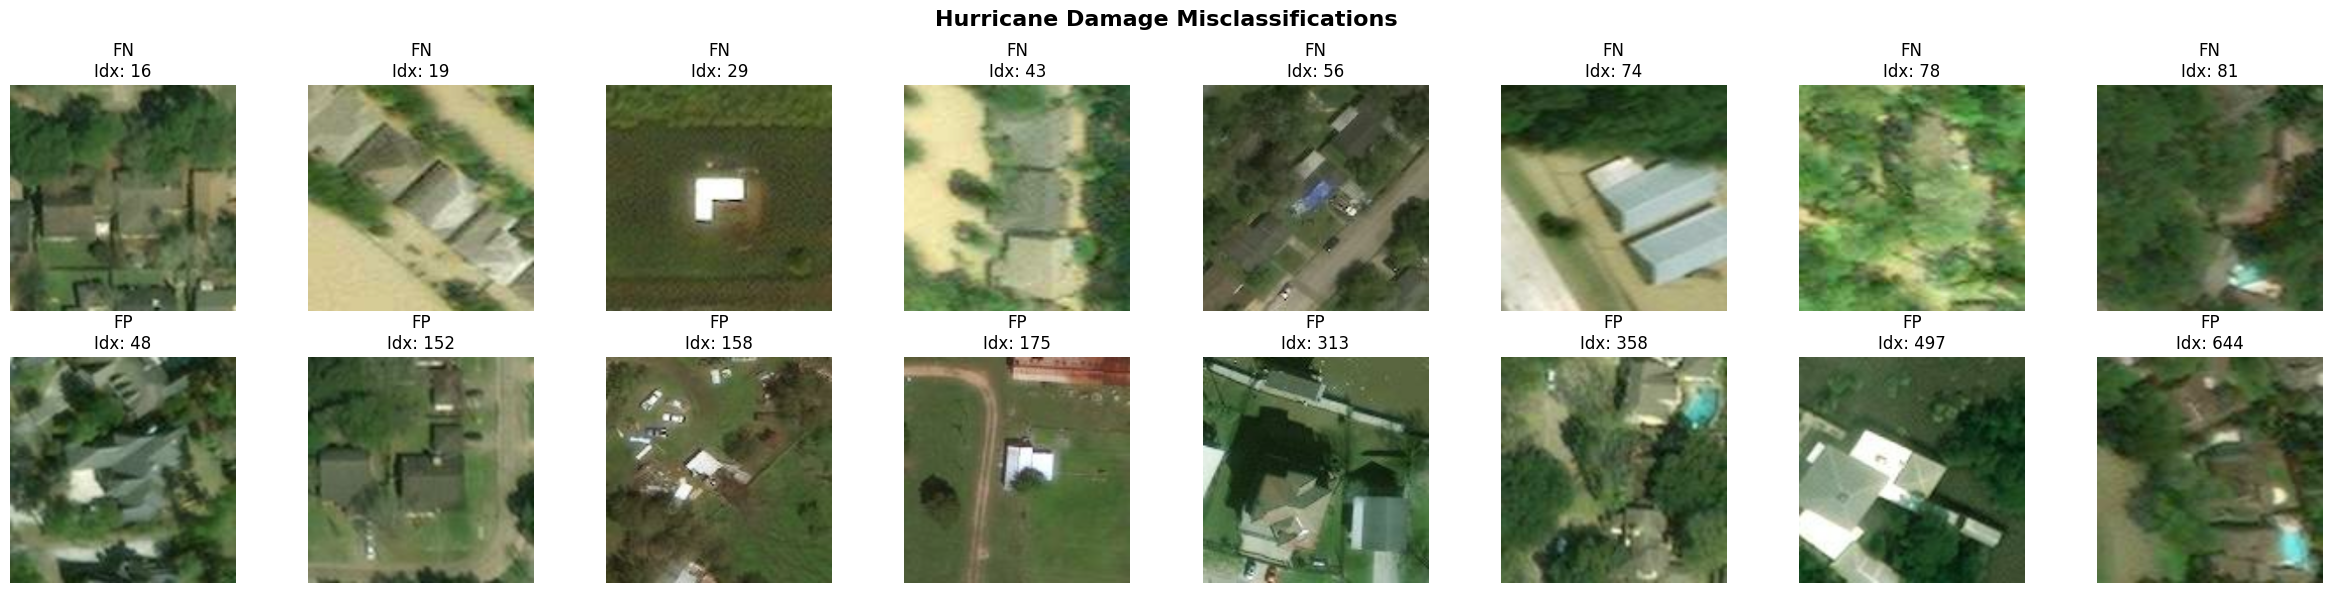 Hurricane Damage Misclassifications
FN
Idx: 16
FN
Idx: 19
FN
Idx: 29
FN
Idx: 43
FN
Idx: 56
FN
Idx: 74
FN
Idx: 78
FN
Idx: 81
FP
Idx: 48
FP
Idx: 152
FP
Idx: 158
FP
Idx: 175
FP
Idx: 313
FP
Idx: 358
FP
Idx: 497
FP
Idx: 644